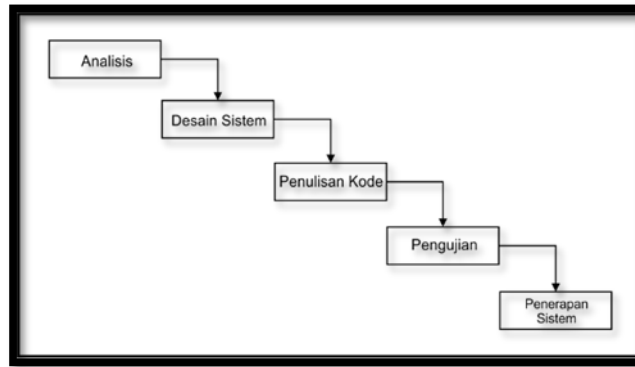 Analisis
Desain Sistem
Penulisan Kode
Pengujian
Penerapan
Sistem